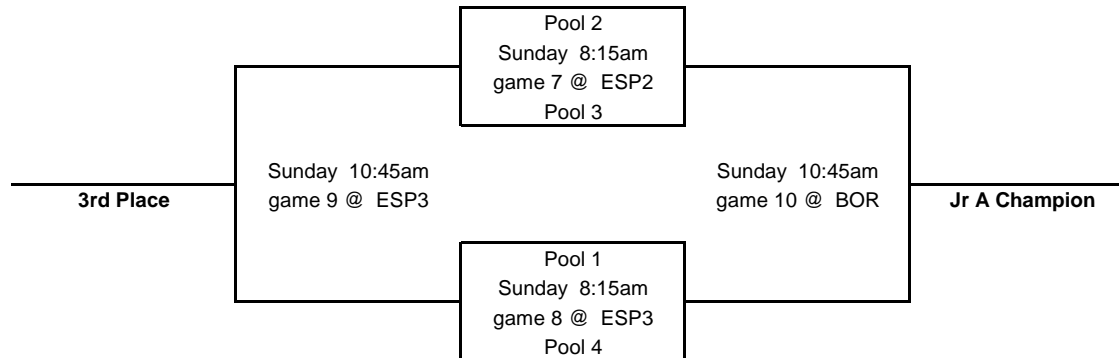 Pool 2
Sunday 8:15am
game 7 @ ESP2
Pool 3
Sunday 10:45am
game 9 @ ESP3
3rd Place
Sunday 10:45am
game 10 @ BOR
Jr A Champion
Pool 1
Sunday 8:15am
game 8 @ ESP3
Pool 4